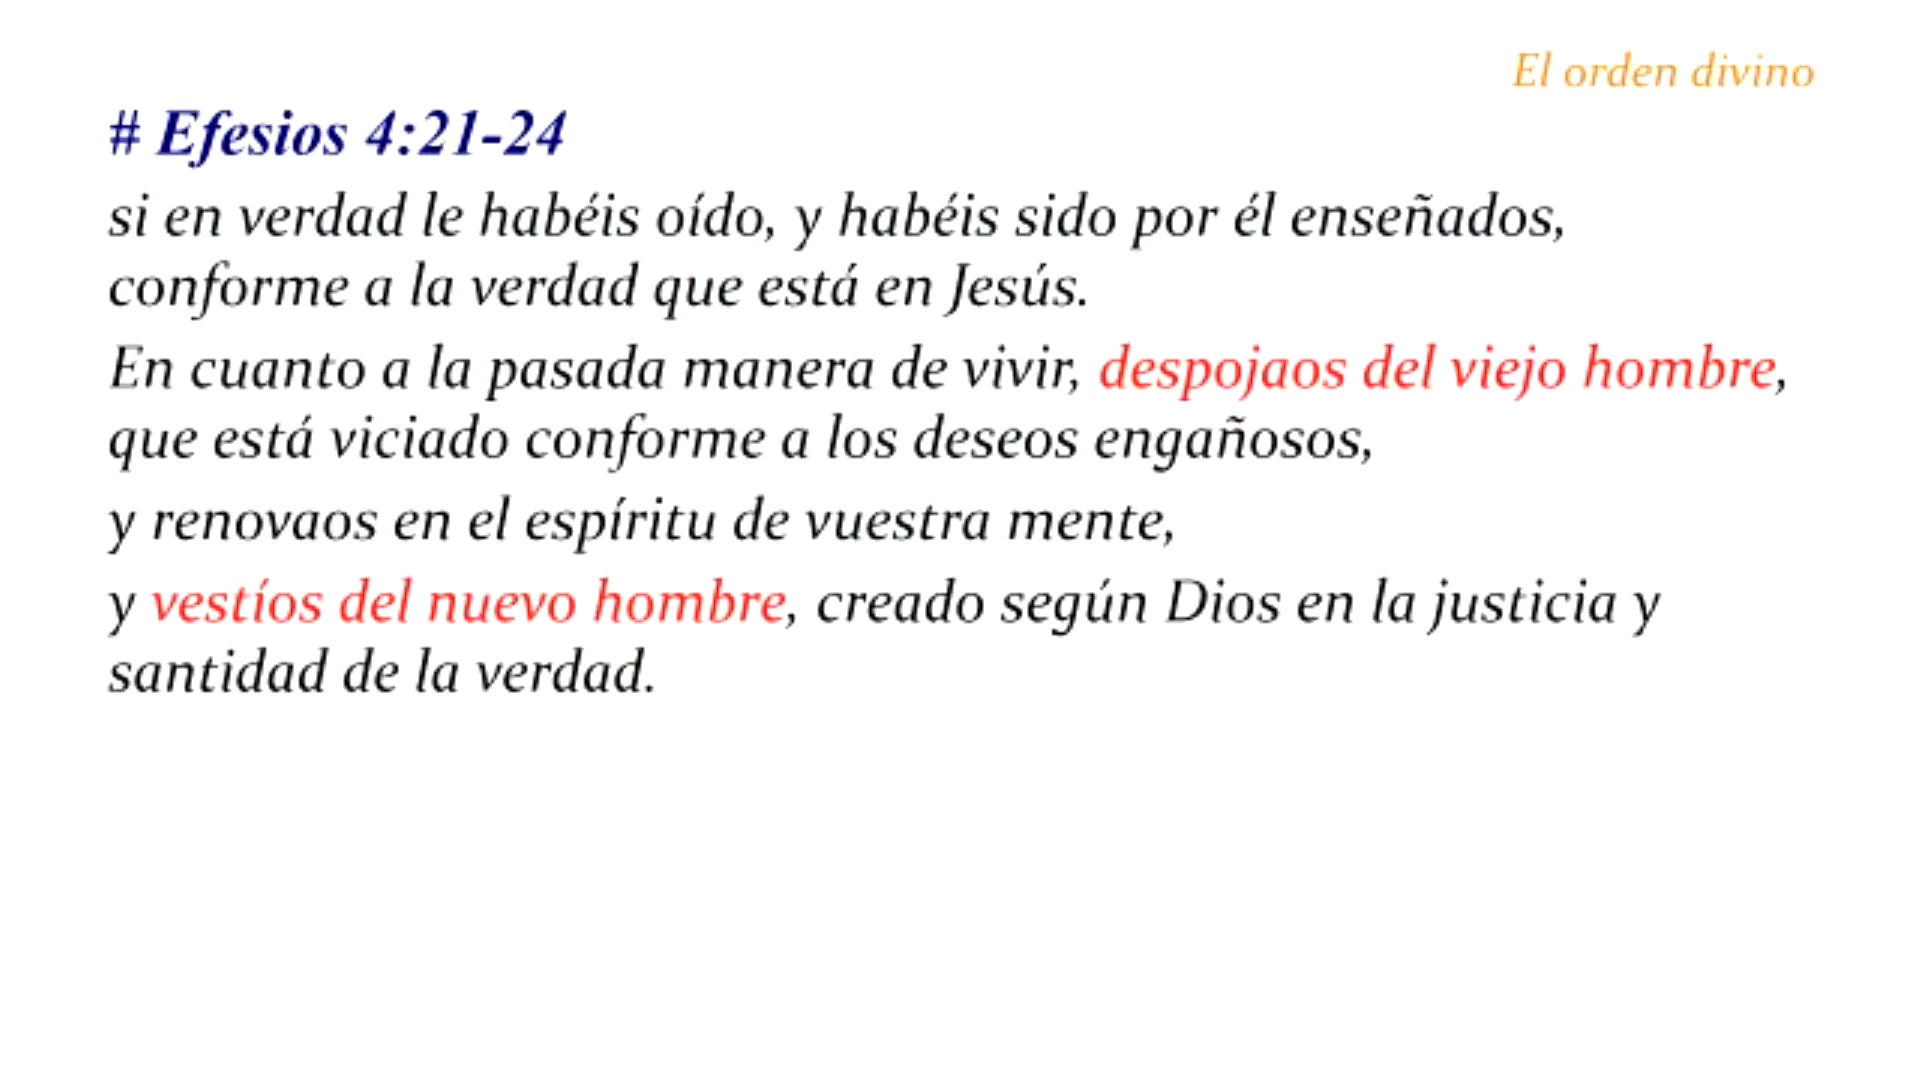 El orden divino
# Efesios 4:21-24
si en verdad le habéis oído, y habéis sido por él enseñados,
conforme a la verdad que está en Jesús.
En cuanto a la pasada manera de vivir, despojaos del viejo hombre,
que está viciado conforme a los deseos engañosos,
y renovaos en el espíritu de vuestra mente,
y vestíos del nuevo hombre, creado según Dios en la justicia y
santidad de la verdad.